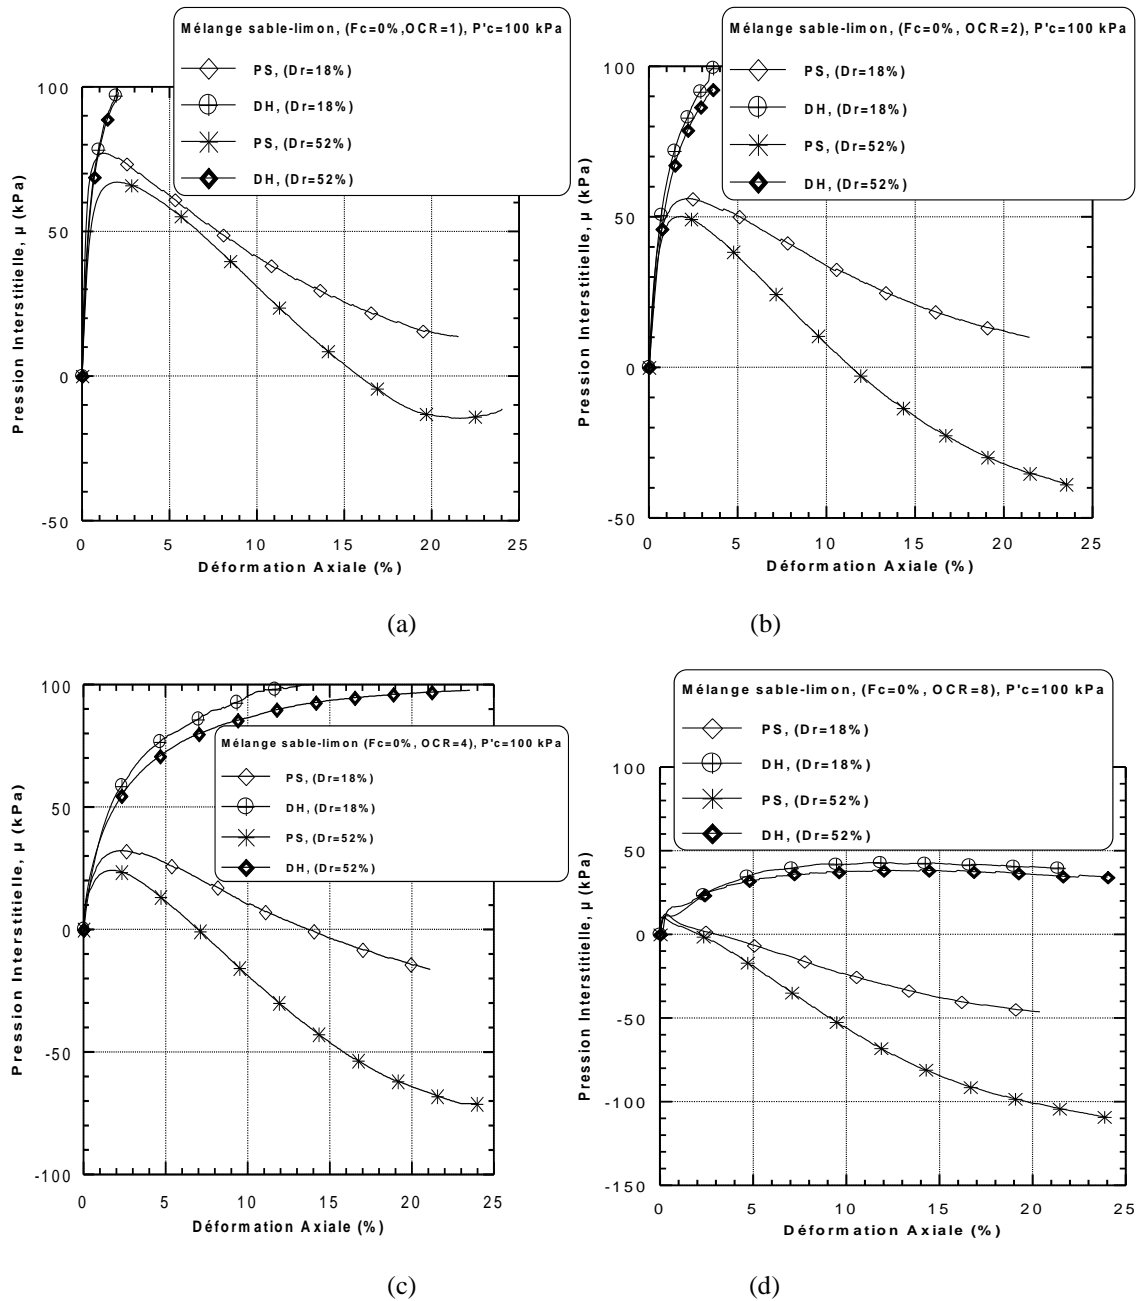 Mélange sable-limon, (Fc=0%,OCR=1), P'c=100 kPa
PS, (Dr=18%)
DH, (Dr=18%)
PS, (Dr=52%)
DH, (Dr=52%)
Pression Interstitielle, µ (kPa)
100
50
0
-50
0 5 10 15 20 25
Déformation Axiale (%)
(a)
Mélange sable-limon, (Fc=0%, OCR=2), P'c=100 kPa
PS, (Dr=18%)
DH, (Dr=18%)
PS, (Dr=52%)
DH, (Dr=52%)
Pression Interstitielle, µ (kPa)
100
50
0
-50
0 5 10 15 20 25
Déformation Axiale (%)
(b)
Mélange sable-limon (Fc=0%, OCR=4), P'c=100 kPa
PS, (Dr=18%)
DH, (Dr=18%)
PS, (Dr=52%)
DH, (Dr=52%)
Pression Interstitielle, µ (kPa)
100
50
0
-50
-100
0 5 10 15 20 25
Déformation Axiale (%)
(c)
Mélange sable-limon, (Fc=0%, OCR=8), P'c=100 kPa
PS, (Dr=18%)
DH, (Dr=18%)
PS, (Dr=52%)
DH, (Dr=52%)
Pression Interstitielle, µ (kPa)
100
50
0
-50
-100
-150
0 5 10 15 20 25
Déformation Axiale (%)
(d)